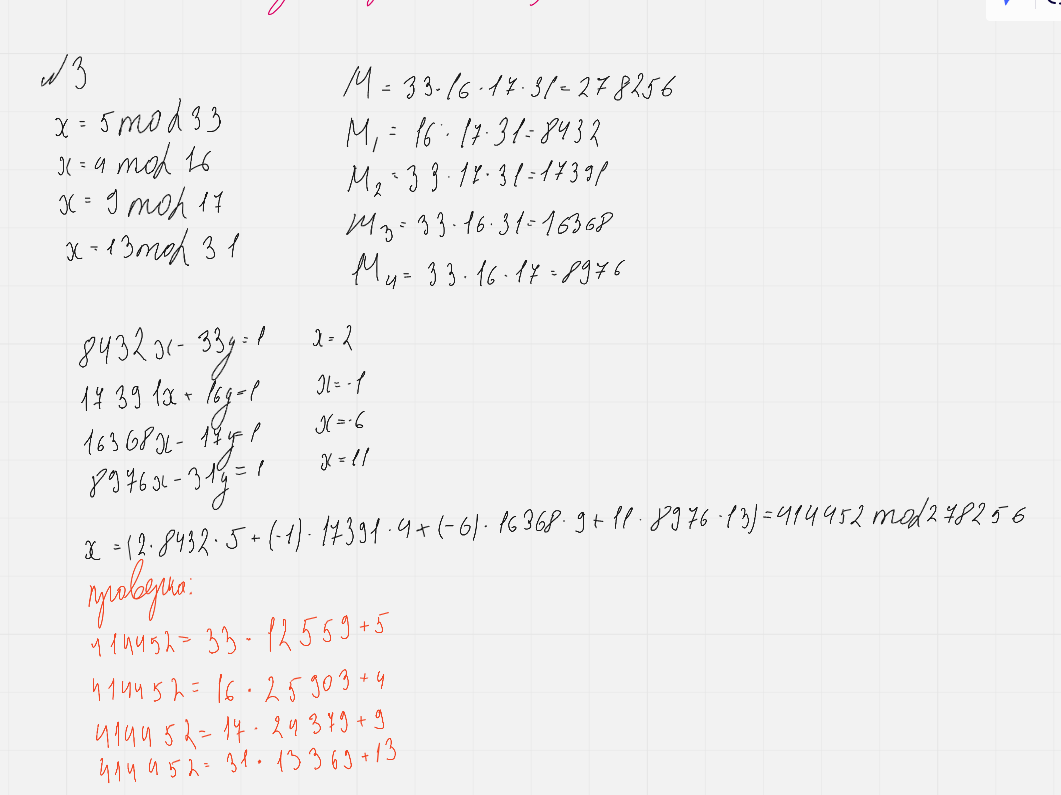 №3
x = 5 mod 33
x = 4 mod 16
x = 9 mod 17
x = 13 mod 31
M = 33·16·17·31 = 278256
M₁ = 16·17·31 = 8432
M₂ = 33·17·31 = 17391
M₃ = 33·16·31 = 16368
M₄ = 33·16·17 = 8976
8432x - 33y = 1 x = 2
17391x + 16y = 1 x = -1
16368x - 17y = 1 x = -6
8976x - 31y = 1 x = 11
x = (2·8432·5 + (-1)·17391·4 + (-6)·16368·9 + 11·8976·13) = 414452 mod 278256
проверка:
414452 = 33·12559 + 5
414452 = 16·25903 + 4
414452 = 17·24379 + 9
414452 = 31·13369 + 13